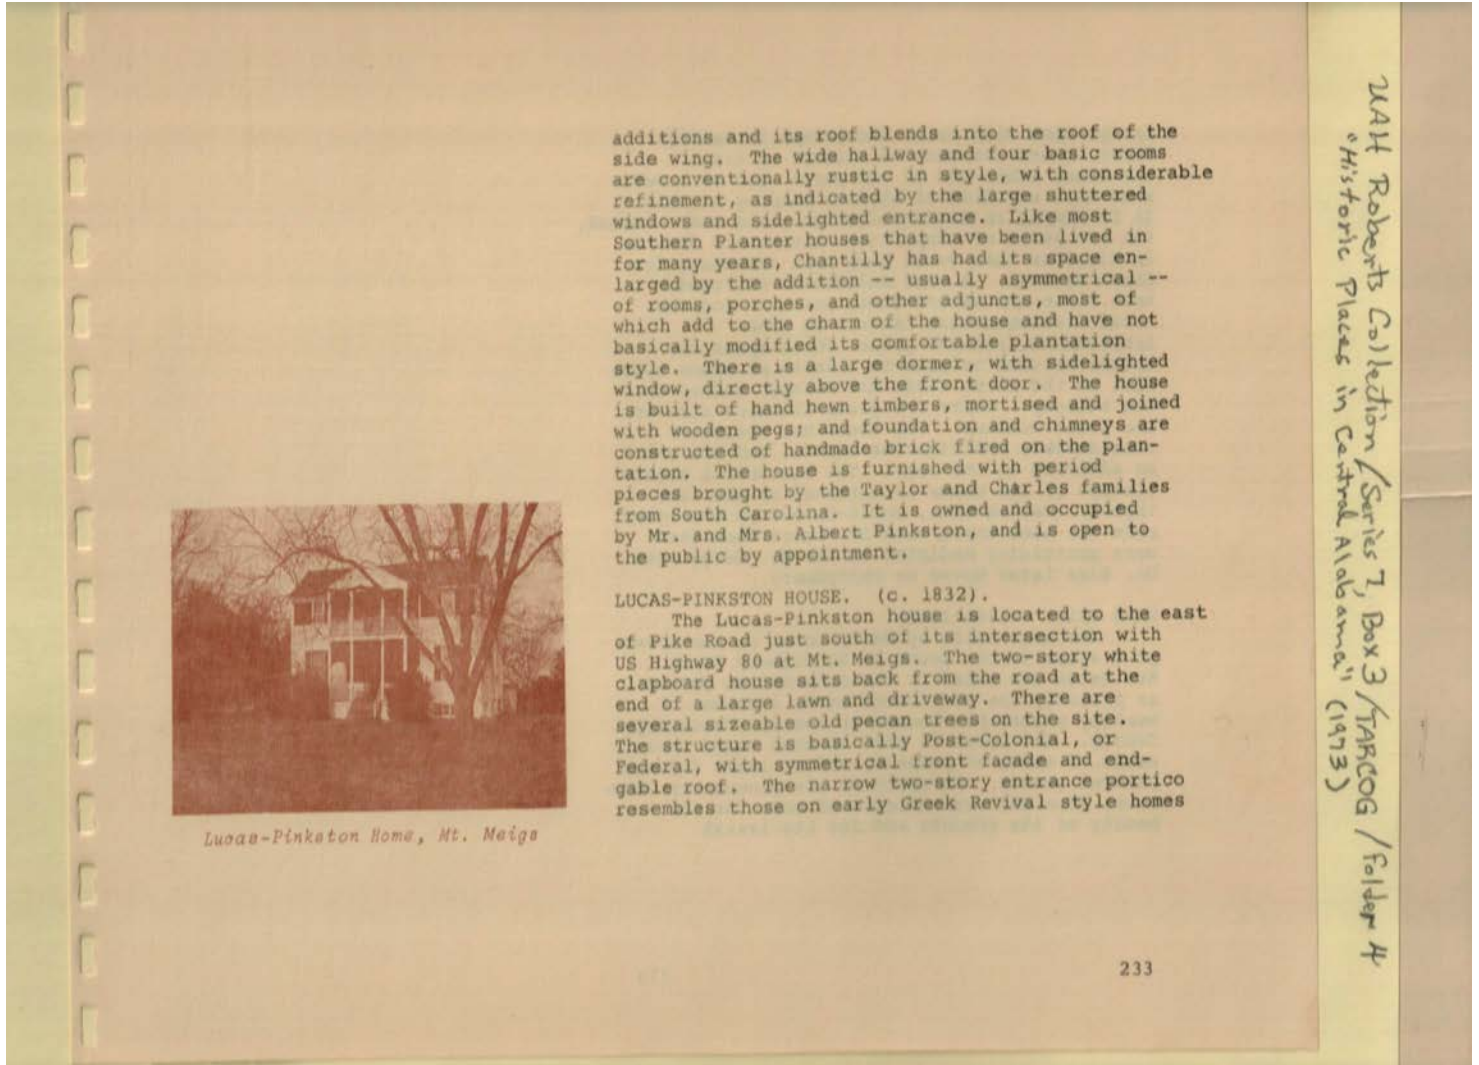 additions and its roof blends into the roof of the
side wing. The wide hallway and four basic rooms
are conventionally rustic in style, with considerable
refinement, as indicated by the large shuttered
windows and sidelighted entrance. Like most
Southern Planter houses that have been lived in
for many years, Chantilly has had its space en-
larged by the addition -- usually asymmetrical --
of rooms, porches, and other adjuncts, most of
which add to the charm of the house and have not
basically modified its comfortable plantation
style. There is a large dormer, with sidelighted
window, directly above the front door. The house
is built of hand hewn timbers, mortised and joined
with wooden pegs; and foundation and chimneys are
constructed of handmade brick fired on the plan-
tation. The house is furnished with period
pieces brought by the Taylor and Charles families
from South Carolina. It is owned and occupied
by Mr. and Mrs. Albert Pinkston, and is open to
the public by appointment.
LUCAS-PINKSTON HOUSE. (c. 1832).
The Lucas-Pinkston house is located to the east
of Pike Road just south of its intersection with
US Highway 80 at Mt. Meigs. The two-story white
clapboard house sits back from the road at the
end of a large lawn and driveway. There are
several sizeable old pecan trees on the site.
The structure is basically Post-Colonial, or
Federal, with symmetrical front facade and end-
gable roof. The narrow two-story entrance portico
resembles those on early Greek Revival style homes
Lucas-Pinkston Home, Mt. Meigs
233
UAH Roberts Collection/Series 7, Box 3/TARCOG/folder 4
"Historic Places in Central Alabama" (1973)